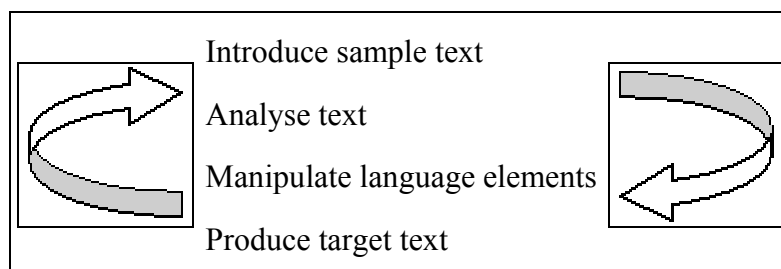 Introduce sample text
Analyse text
Manipulate language elements
Produce target text